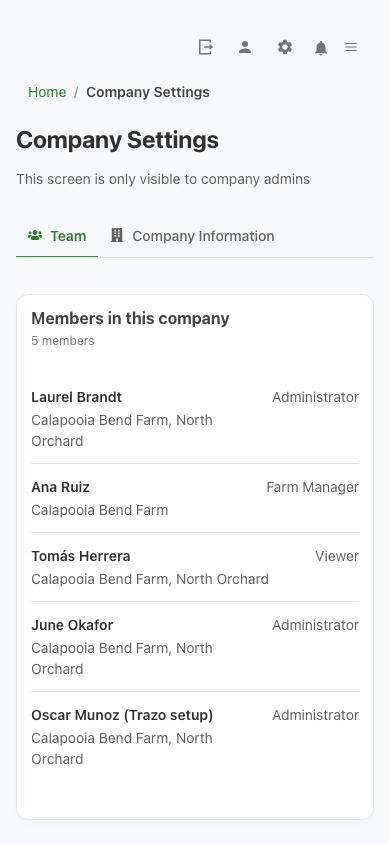 Home / Company Settings
Company Settings
This screen is only visible to company admins
Team Company Information
Members in this company
5 members
Laurel Brandt Administrator
Calapooia Bend Farm, North
Orchard
Ana Ruiz Farm Manager
Calapooia Bend Farm
Tomás Herrera Viewer
Calapooia Bend Farm, North Orchard
June Okafor Administrator
Calapooia Bend Farm, North
Orchard
Oscar Munoz (Trazo setup) Administrator
Calapooia Bend Farm, North
Orchard